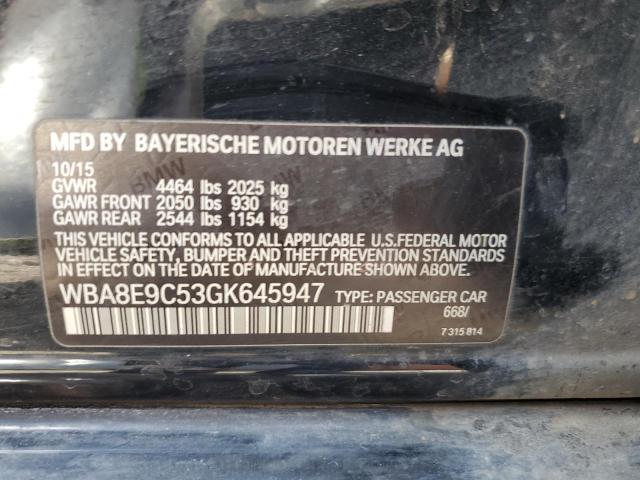 MFD BY BAYERISCHE MOTOREN WERKE AG
10/15
GVWR 4464 lbs 2025 kg
GAWR FRONT 2050 lbs 930 kg
GAWR REAR 2544 lbs 1154 kg
THIS VEHICLE CONFORMS TO ALL APPLICABLE U.S.FEDERAL MOTOR
VEHICLE SAFETY, BUMPER AND THEFT PREVENTION STANDARDS
IN EFFECT ON THE DATE OF MANUFACTURE SHOWN ABOVE.
WBA8E9C53GK645947 TYPE: PASSENGER CAR
668/
7 315 814